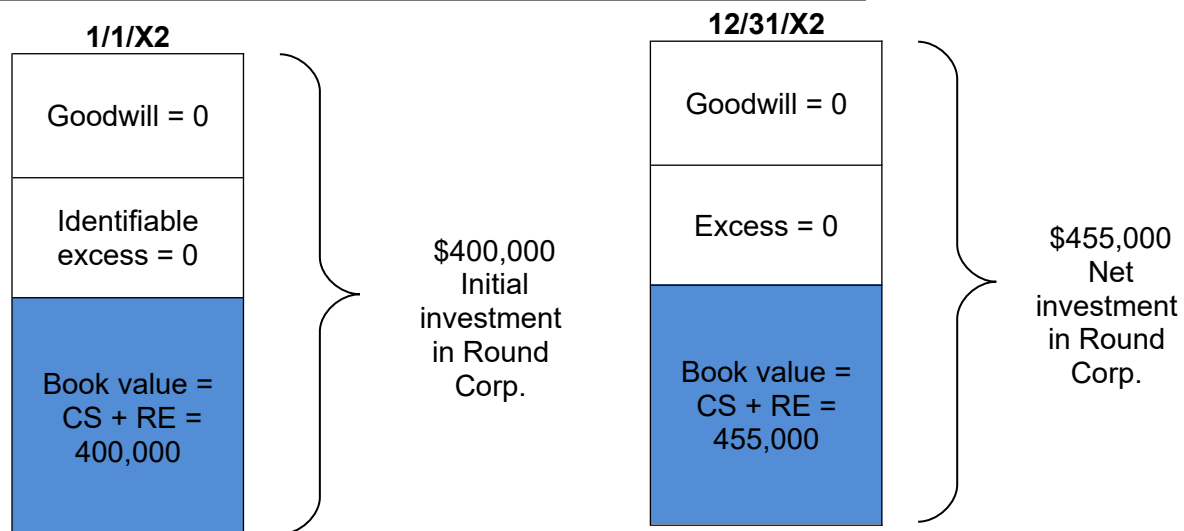 1/1/X2
Goodwill = 0
Identifiable
excess = 0
Book value =
CS + RE =
400,000
$400,000
Initial
investment
in Round
Corp.
12/31/X2
Goodwill = 0
Excess = 0
Book value =
CS + RE =
455,000
$455,000
Net
investment
in Round
Corp.